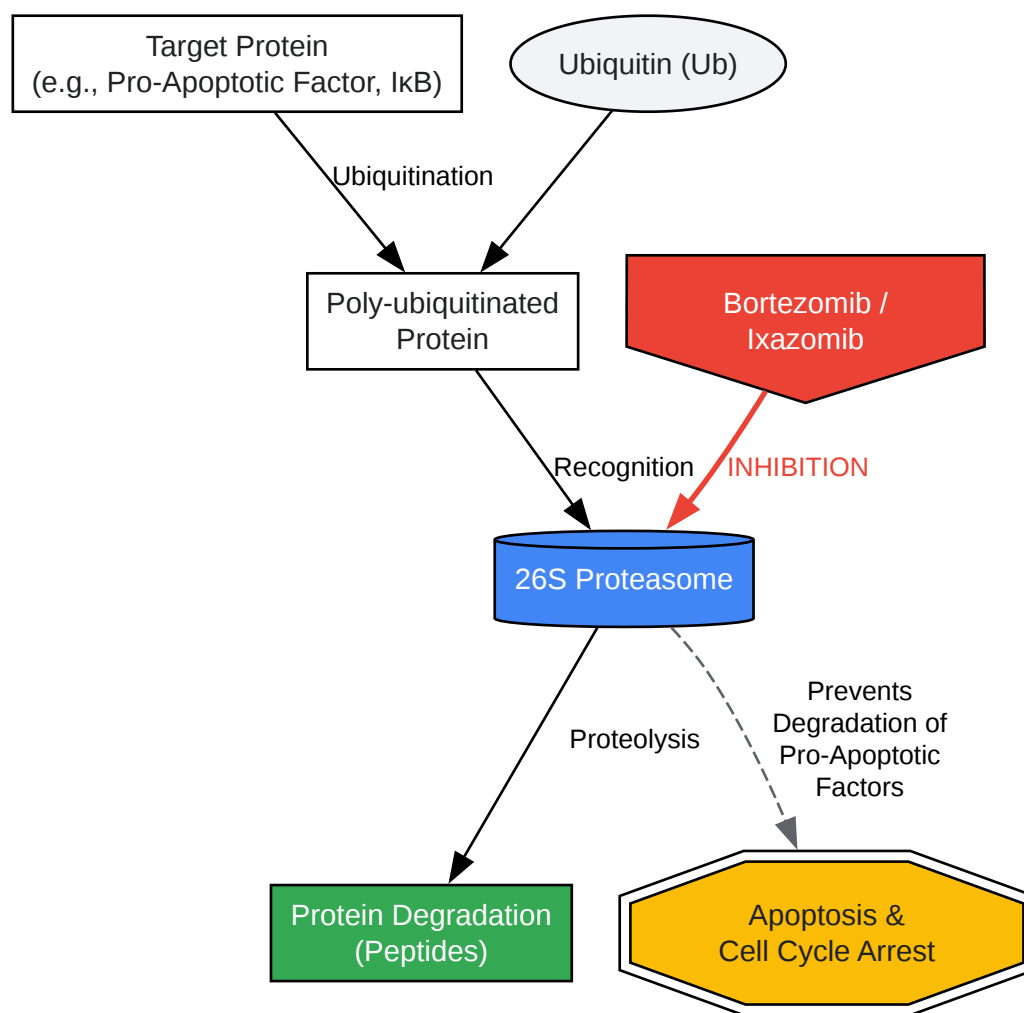 Target Protein
(e.g., Pro-Apoptotic Factor, IκB)
Ubiquitin (Ub)
Ubiquitination
Poly-ubiquitinated
Protein
Bortezomib /
Ixazomib
Recognition
INHIBITION
26S Proteasome
Proteolysis
Prevents
Degradation of
Pro-Apoptotic
Factors
Protein Degradation
(Peptides)
Apoptosis &
Cell Cycle Arrest